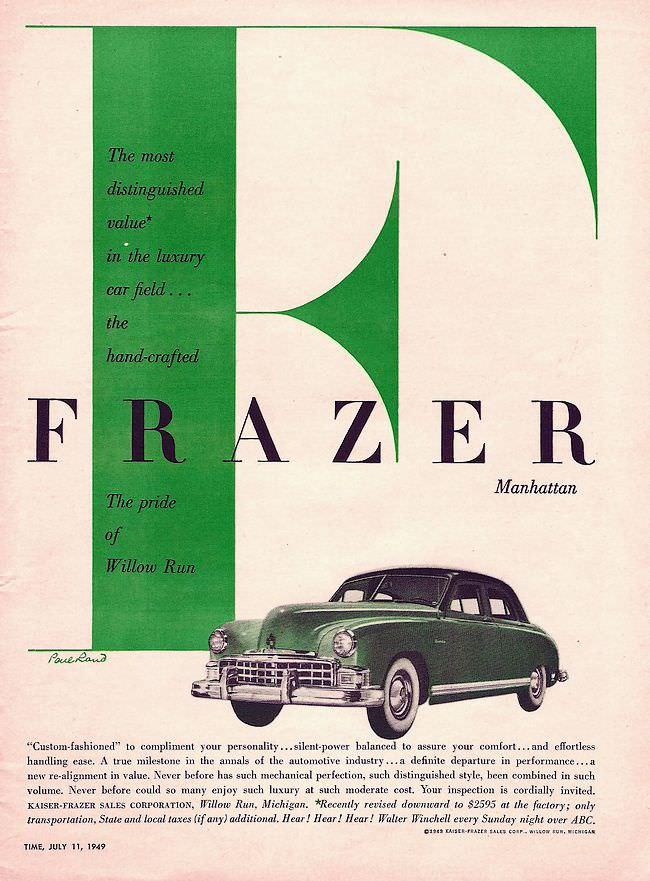 The most
distinguished
value*
in the luxury
car field...
the
hand-crafted
FRAZER
Manhattan
The pride
of
Willow Run
Paul Rand
"Custom-fashioned" to compliment your personality...silent-power balanced to assure your comfort...and effortless
handling ease. A true milestone in the annals of the automotive industry...a definite departure in performance...a
new re-alignment in value. Never before has such mechanical perfection, such distinguished style, been combined in such
volume. Never before could so many enjoy such luxury at such moderate cost. Your inspection is cordially invited.
KAISER-FRAZER SALES CORPORATION, Willow Run, Michigan. *Recently revised downward to $2595 at the factory; only
transportation, State and local taxes (if any) additional. Hear! Hear! Hear! Walter Winchell every Sunday night over ABC.
©1949 KAISER-FRAZER SALES CORP., WILLOW RUN, MICHIGAN
TIME, JULY 11, 1949